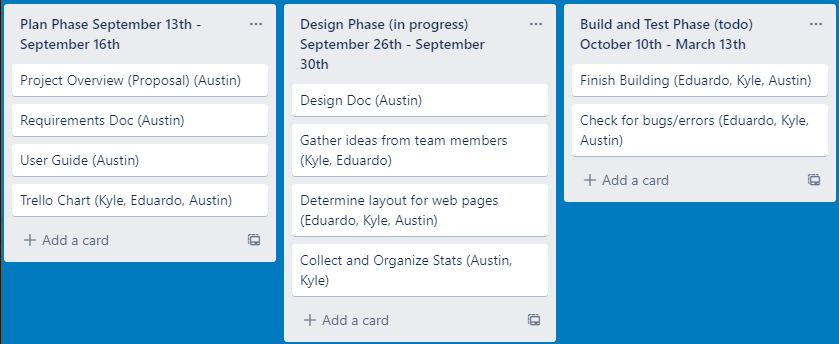 Plan Phase September 13th -
September 16th
Project Overview (Proposal) (Austin)
Requirements Doc (Austin)
User Guide (Austin)
Trello Chart (Kyle, Eduardo, Austin)
+ Add a card
Design Phase (in progress)
September 26th - September
30th
Design Doc (Austin)
Gather ideas from team members
(Kyle, Eduardo)
Determine layout for web pages
(Eduardo, Kyle, Austin)
Collect and Organize Stats (Austin,
Kyle)
+ Add a card
Build and Test Phase (todo)
October 10th - March 13th
Finish Building (Eduardo, Kyle, Austin)
Check for bugs/errors (Eduardo, Kyle,
Austin)
+ Add a card